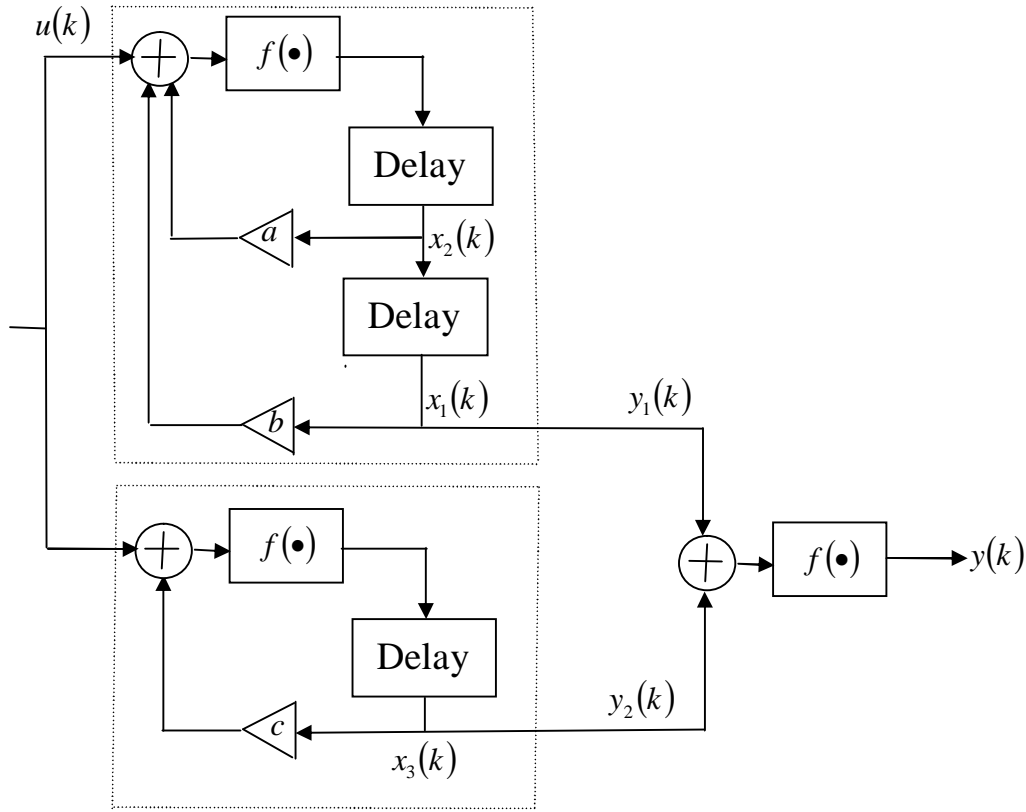 u(k)
f(•)
Delay
a
x₂(k)
Delay
x₁(k)
b
y₁(k)
f(•)
f(•)
y(k)
Delay
c
y₂(k)
x₃(k)